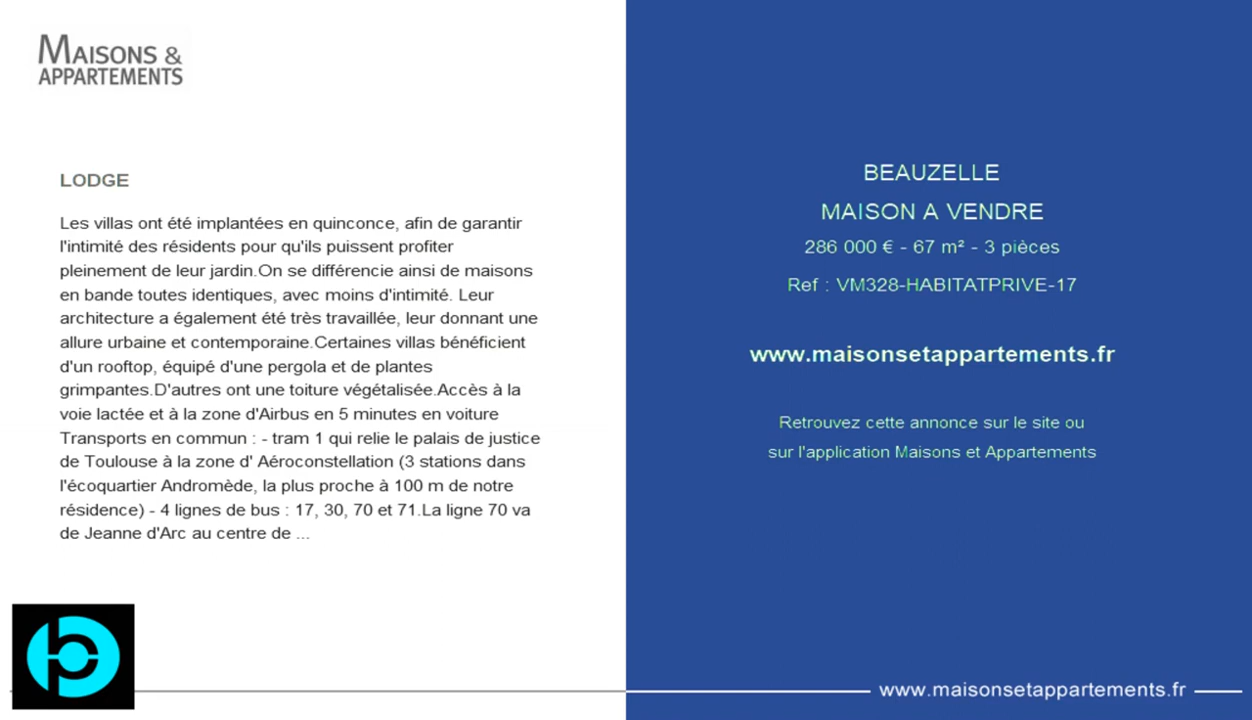 MAISONS &
APPARTEMENTS
LODGE
Les villas ont été implantées en quinconce, afin de garantir
l'intimité des résidents pour qu'ils puissent profiter
pleinement de leur jardin.On se différencie ainsi de maisons
en bande toutes identiques, avec moins d'intimité. Leur
architecture a également été très travaillée, leur donnant une
allure urbaine et contemporaine.Certaines villas bénéficient
d'un rooftop, équipé d'une pergola et de plantes
grimpantes.D'autres ont une toiture végétalisée.Accès à la
voie lactée et à la zone d'Airbus en 5 minutes en voiture
Transports en commun : - tram 1 qui relie le palais de justice
de Toulouse à la zone d' Aéroconstellation (3 stations dans
l'écoquartier Andromède, la plus proche à 100 m de notre
résidence) - 4 lignes de bus : 17, 30, 70 et 71.La ligne 70 va
de Jeanne d'Arc au centre de ...
BEAUZELLE
MAISON A VENDRE
286 000 € - 67 m² - 3 pièces
Ref : VM328-HABITATPRIVE-17
www.maisonsetappartements.fr
Retrouvez cette annonce sur le site ou
sur l'application Maisons et Appartements
www.maisonsetappartements.fr